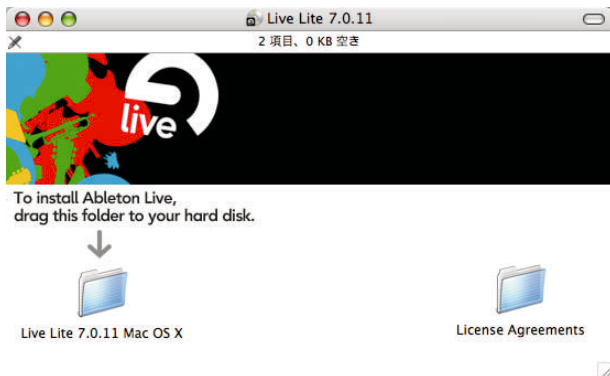 Live Lite 7.0.11
2 項目、0 KB 空き
live
To install Ableton Live,
drag this folder to your hard disk.
Live Lite 7.0.11 Mac OS X
License Agreements